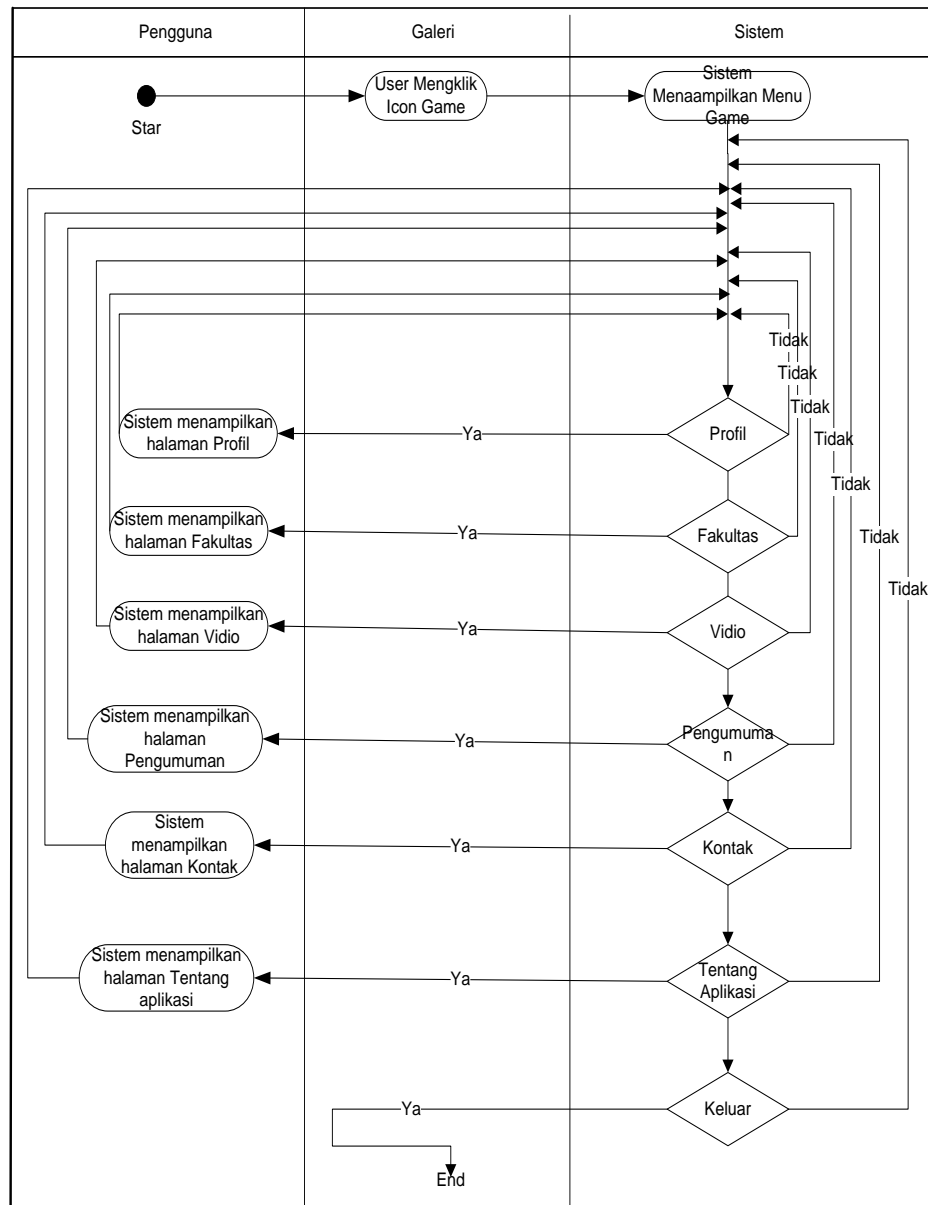 Pengguna
Galeri
Sistem
Star
User Mengklik
Icon Game
Sistem
Menaampilkan Menu
Game
Tidak
Tidak
Tidak
Tidak
Tidak
Tidak
Tidak
Sistem menampilkan
halaman Profil
Ya
Profil
Sistem menampilkan
halaman Fakultas
Ya
Fakultas
Sistem menampilkan
halaman Vidio
Ya
Vidio
Sistem menampilkan
halaman
Pengumuman
Ya
Pengumuma
n
Sistem
menampilkan
halaman Kontak
Ya
Kontak
Sistem menampilkan
halaman Tentang
aplikasi
Ya
Tentang
Aplikasi
Ya
Keluar
End